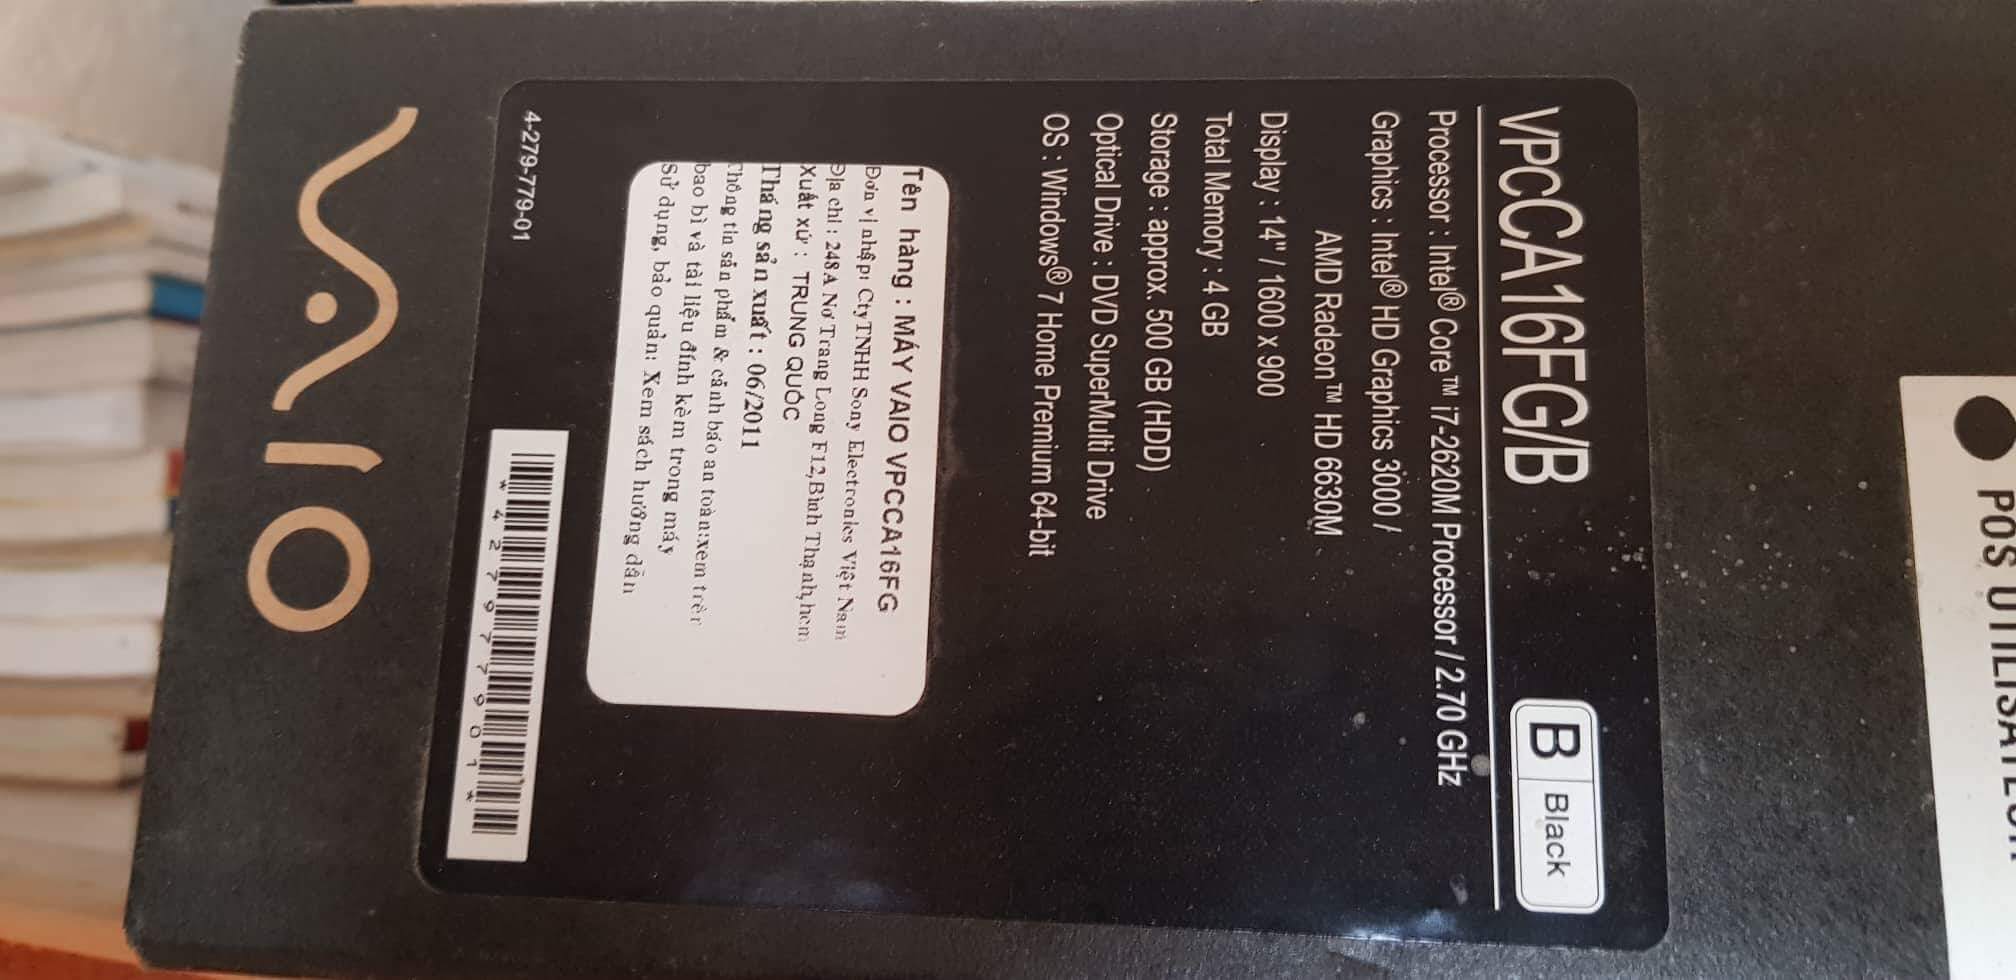 VPCCA16FG/B
B Black
Processor : Intel® Core™ i7-2620M Processor / 2.70 GHz
Graphics : Intel® HD Graphics 3000 /
AMD Radeon™ HD 6630M
Display : 14" / 1600 x 900
Total Memory : 4 GB
Storage : approx. 500 GB (HDD)
Optical Drive : DVD SuperMulti Drive
OS : Windows® 7 Home Premium 64-bit
Tên hàng : MÁY VAIO VPCCA16FG
Đơn vị nhập: CtyTNHH Sony Electronics Việt Nam
Địa chỉ : 248A Nơ Trang Long F12,Bình Thạnh,hcm
Xuất xứ : TRUNG QUỐC
Tháng sản xuất : 06/2011
Thông tin sản phẩm & cảnh báo an toàn:xem trên
bao bì và tài liệu đính kèm trong máy
Sử dụng, bảo quản: Xem sách hướng dẫn
4-279-779-01
*427977901*
VAIO
POS